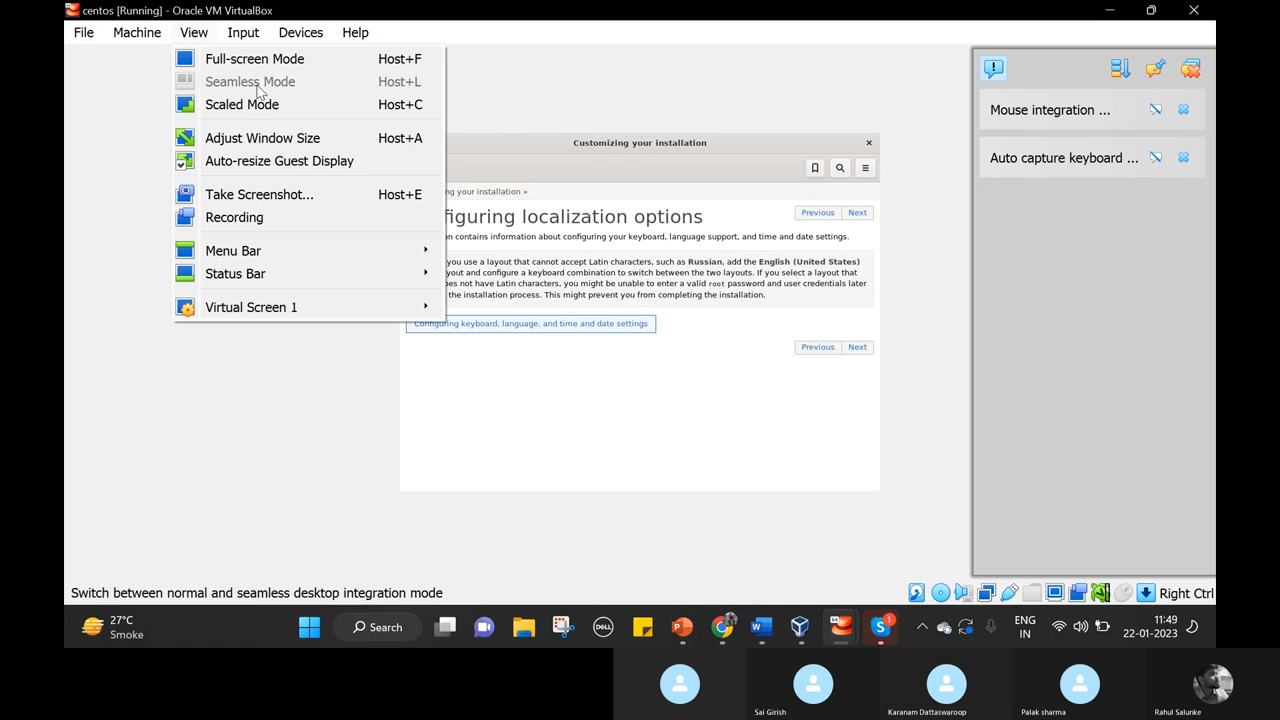 centos [Running] - Oracle VM VirtualBox
File Machine View Input Devices Help
Full-screen Mode Host+F
Seamless Mode Host+L
Scaled Mode Host+C
Adjust Window Size Host+A
Auto-resize Guest Display
Take Screenshot... Host+E
Recording
Menu Bar
Status Bar
Virtual Screen 1
Mouse integration ...
Auto capture keyboard ...
Customizing your installation
ng your installation »
figuring localization options
Previous Next
n contains information about configuring your keyboard, language support, and time and date settings.
you use a layout that cannot accept Latin characters, such as Russian, add the English (United States)
yout and configure a keyboard combination to switch between the two layouts. If you select a layout that
oes not have Latin characters, you might be unable to enter a valid root password and user credentials later
the installation process. This might prevent you from completing the installation.
Configuring keyboard, language, and time and date settings
Previous Next
Switch between normal and seamless desktop integration mode
Right Ctrl
27°C
Smoke
Search
DELL
1
ENG
IN
11:49
22-01-2023
Sai Girish
Karanam Dattaswaroop
Palak sharma
Rahul Salunke